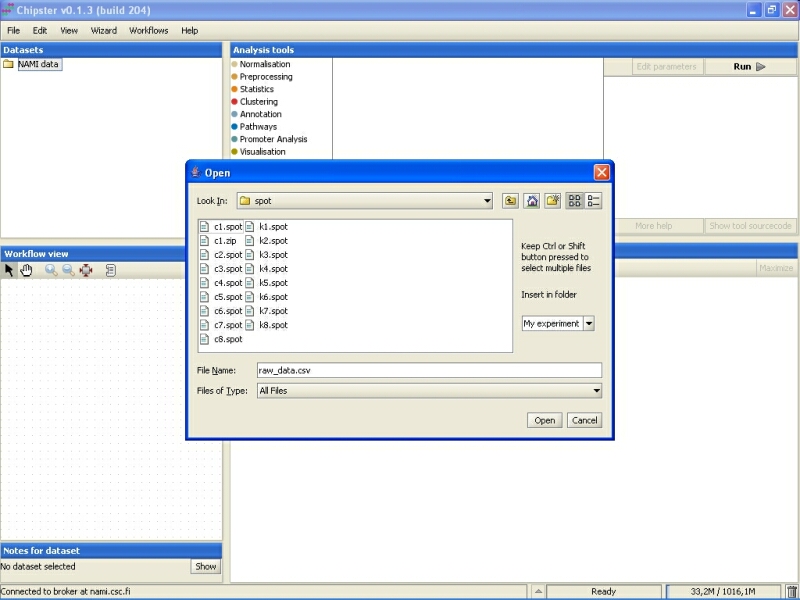 Chipster v0.1.3 (build 204)
File Edit View Wizard Workflows Help
Datasets
NAMI data
Analysis tools
Normalisation
Preprocessing
Statistics
Clustering
Annotation
Pathways
Promoter Analysis
Visualisation
Edit parameters
Run
More help
Show tool sourcecode
Maximize
Open
Look In:
spot
c1.spot k1.spot
c1.zip k2.spot
c2.spot k3.spot
c3.spot k4.spot
c4.spot k5.spot
c5.spot k6.spot
c6.spot k7.spot
c7.spot k8.spot
c8.spot
Keep Ctrl or Shift
button pressed to
select multiple files
Insert in folder
My experiment
File Name: raw_data.csv
Files of Type: All Files
Open Cancel
Workflow view
Notes for dataset
No dataset selected
Show
Connected to broker at nami.csc.fi
Ready
33,2M / 1016,1M